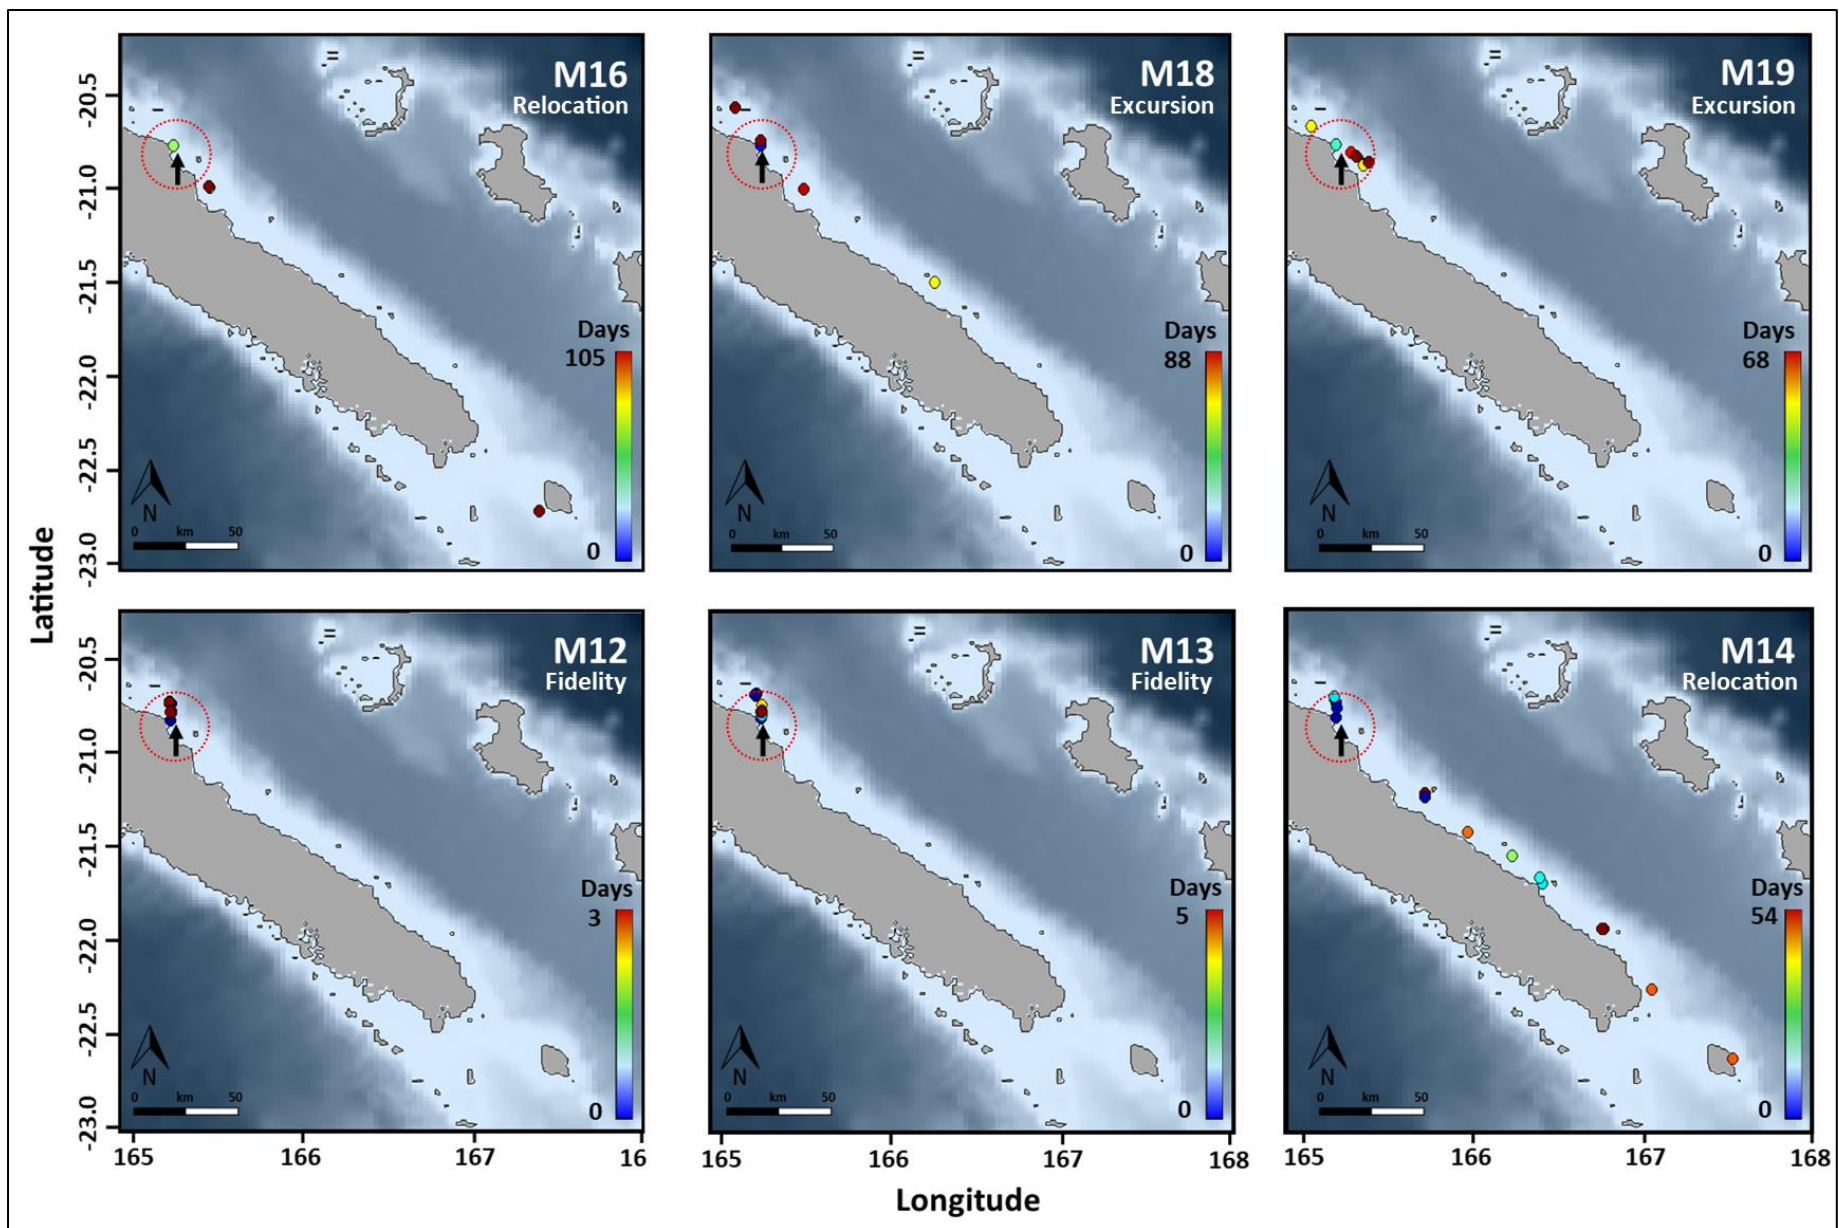 M16
Relocation
-20.5
-21.0
-21.5
-22.0
-22.5
-23.0
Days
105
0
N
0 km 50
M18
Excursion
Days
88
0
N
0 km 50
M19
Excursion
Days
68
0
N
0 km 50
Latitude
M12
Fidelity
-20.5
-21.0
-21.5
-22.0
-22.5
-23.0
Days
3
0
N
0 km 50
165 166 167 16
M13
Fidelity
Days
5
0
N
0 km 50
165 166 167 168
M14
Relocation
Days
54
0
N
0 km 50
165 166 167 168
Longitude